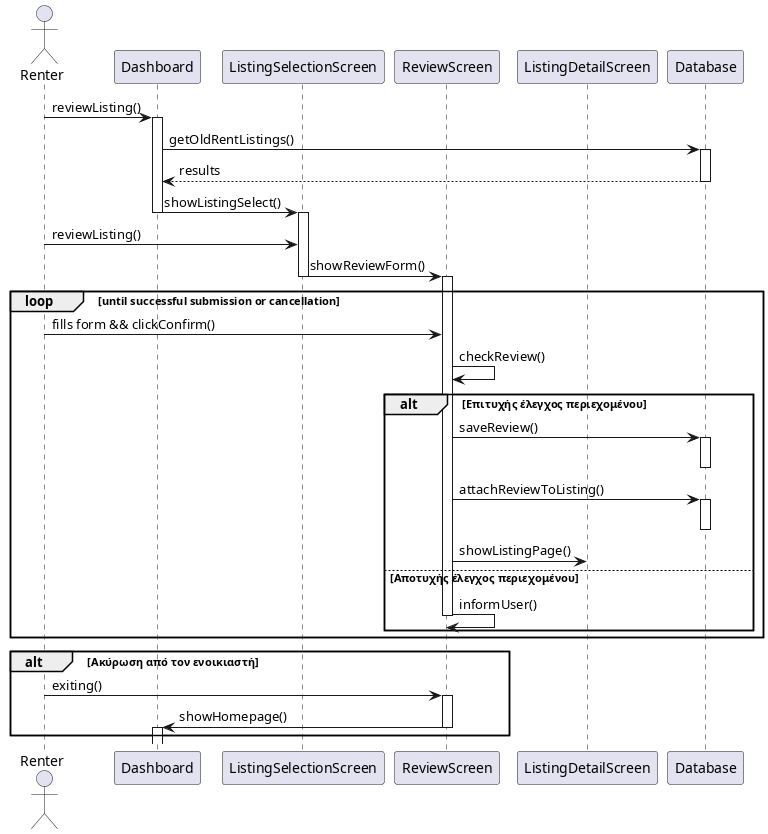 Renter
Dashboard
ListingSelectionScreen
ReviewScreen
ListingDetailScreen
Database
reviewListing()
getOldRentListings()
results
showListingSelect()
reviewListing()
showReviewForm()
loop [until successful submission or cancellation]
fills form && clickConfirm()
checkReview()
alt [Επιτυχής έλεγχος περιεχομένου]
saveReview()
attachReviewToListing()
showListingPage()
[Αποτυχής έλεγχος περιεχομένου]
informUser()
alt [Ακύρωση από τον ενοικιαστή]
exiting()
showHomepage()
Renter
Dashboard
ListingSelectionScreen
ReviewScreen
ListingDetailScreen
Database